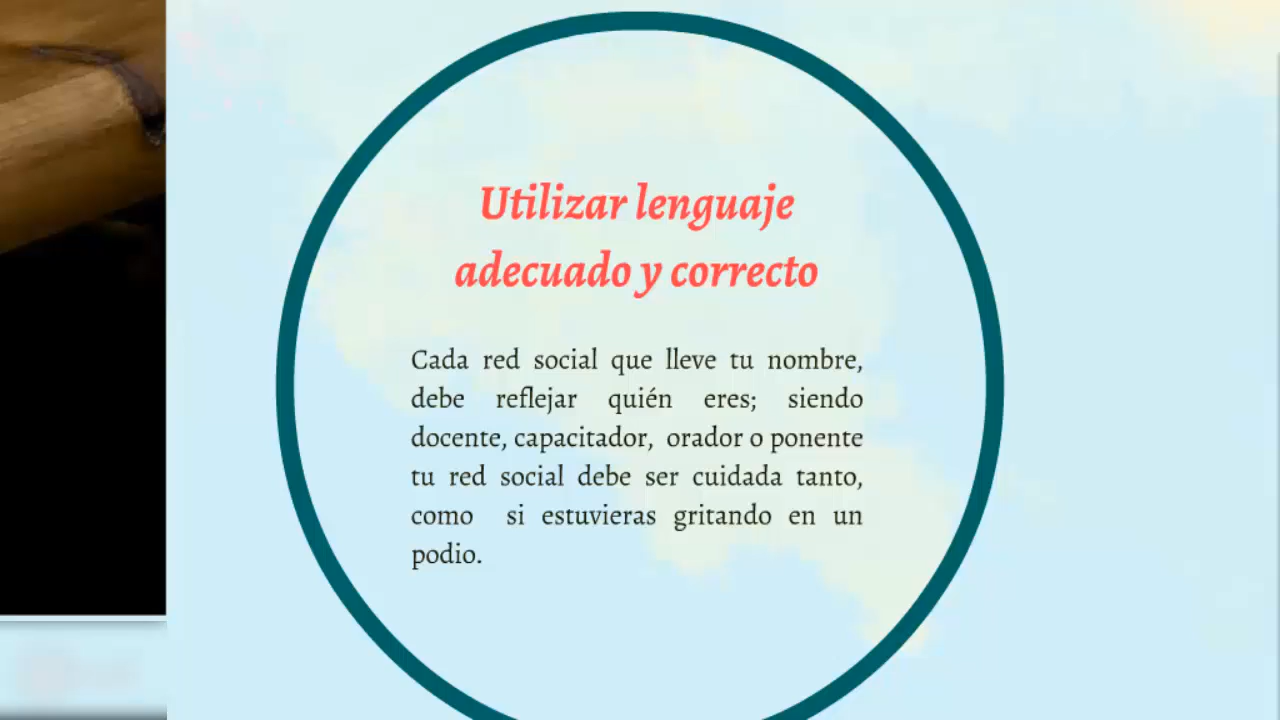 Utilizar lenguaje
adecuado y correcto
Cada red social que lleve tu nombre,
debe reflejar quién eres; siendo
docente, capacitador, orador o ponente
tu red social debe ser cuidada tanto,
como si estuvieras gritando en un
podio.